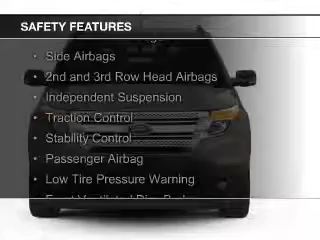 SAFETY FEATURES
• Side Airbags
• 2nd and 3rd Row Head Airbags
• Independent Suspension
• Traction Control
• Stability Control
• Passenger Airbag
• Low Tire Pressure Warning